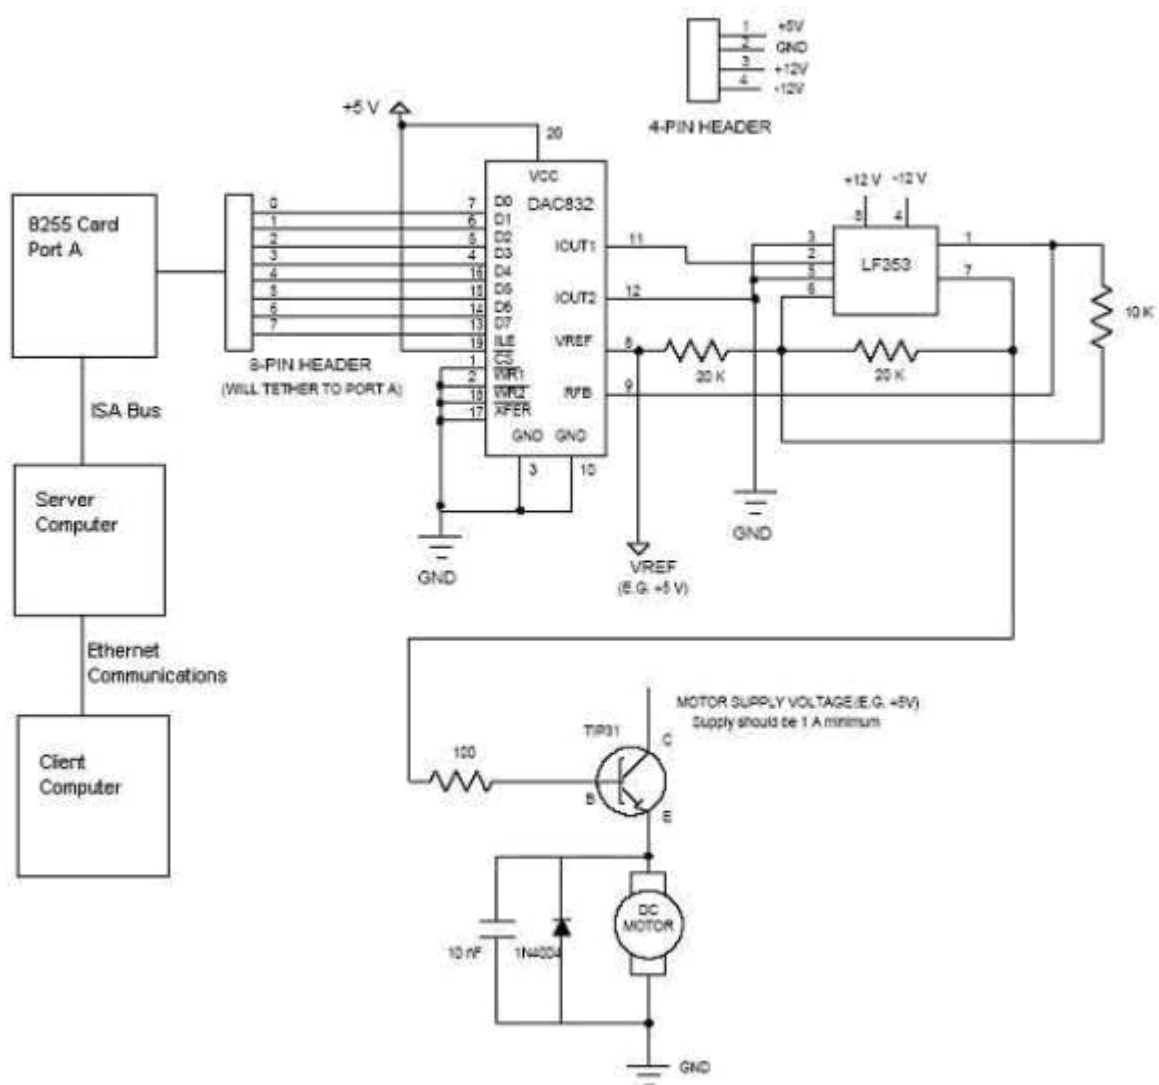 1 +5V
2 GND
3 +12V
4 -12V
4-PIN HEADER
+5 V
20
VCC
DAC832
8255 Card
Port A
0 7 D0
1 6 D1
2 5 D2
3 4 D3
4 16 D4
5 15 D5
6 14 D6
7 13 D7
19 ILE
1 CS
2 WR1
18 WR2
17 XFER
IOUT1 11
IOUT2 12
VREF 8
RFB 9
GND GND
3 10
8-PIN HEADER
(WILL TETHER TO PORT A)
+12 V -12 V
8 4
3
2
5
6
LF353
1
7
10 K
20 K
20 K
ISA Bus
Server
Computer
GND
VREF
(E.G. +5 V)
GND
Ethernet
Communications
Client
Computer
MOTOR SUPPLY VOLTAGE (E.G. +5V)
Supply should be 1 A minimum
TIP31
C
100
B
E
DC
MOTOR
10 nF
1N4004
GND